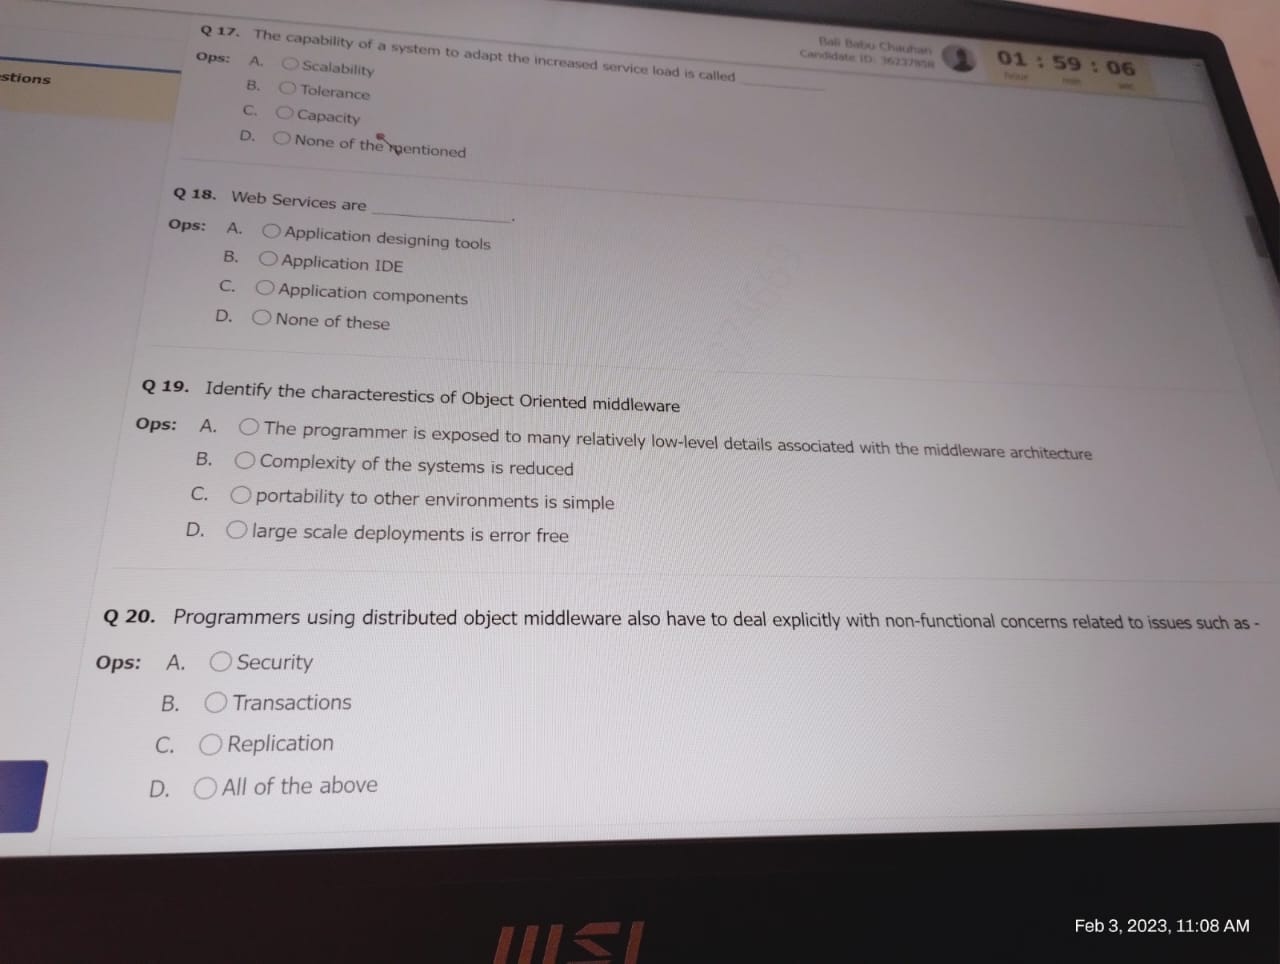 Bali Babu Chauhan
Candidate ID: 36237858
01 : 59 : 06
hour min sec
estions
Q 17. The capability of a system to adapt the increased service load is called ____________
Ops: A. Scalability
B. Tolerance
C. Capacity
D. None of the mentioned
Q 18. Web Services are ____________.
Ops: A. Application designing tools
B. Application IDE
C. Application components
D. None of these
Q 19. Identify the characterestics of Object Oriented middleware
Ops: A. The programmer is exposed to many relatively low-level details associated with the middleware architecture
B. Complexity of the systems is reduced
C. portability to other environments is simple
D. large scale deployments is error free
Q 20. Programmers using distributed object middleware also have to deal explicitly with non-functional concerns related to issues such as -
Ops: A. Security
B. Transactions
C. Replication
D. All of the above
msi
Feb 3, 2023, 11:08 AM